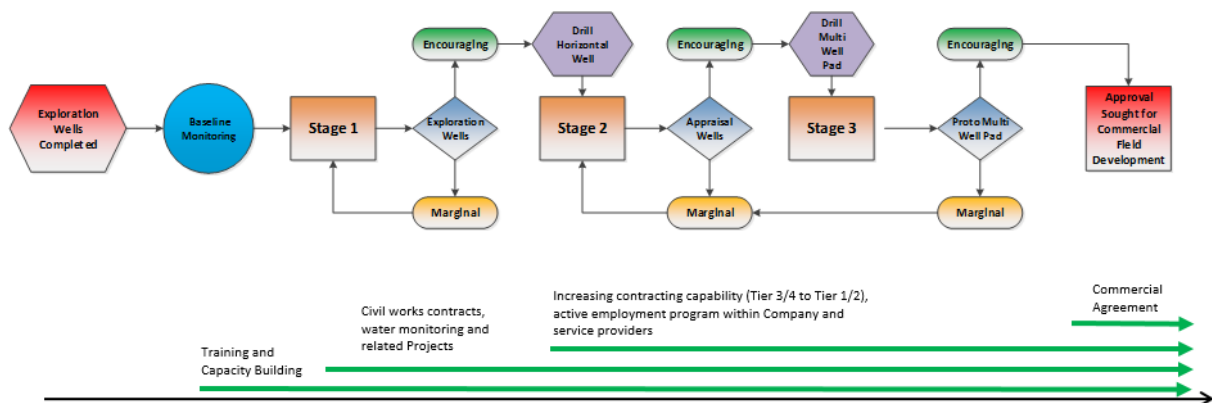 Exploration
Wells
Completed
Baseline
Monitoring
Stage 1
Encouraging
Exploration
Wells
Marginal
Drill
Horizontal
Well
Stage 2
Encouraging
Appraisal
Wells
Marginal
Drill
Multi Well
Pad
Stage 3
Encouraging
Proto Multi
Well Pad
Marginal
Approval
Sought for
Commercial
Field
Development
Training and
Capacity Building
Civil works contracts,
water monitoring and
related Projects
Increasing contracting capability (Tier 3/4 to Tier 1/2),
active employment program within Company and
service providers
Commercial
Agreement